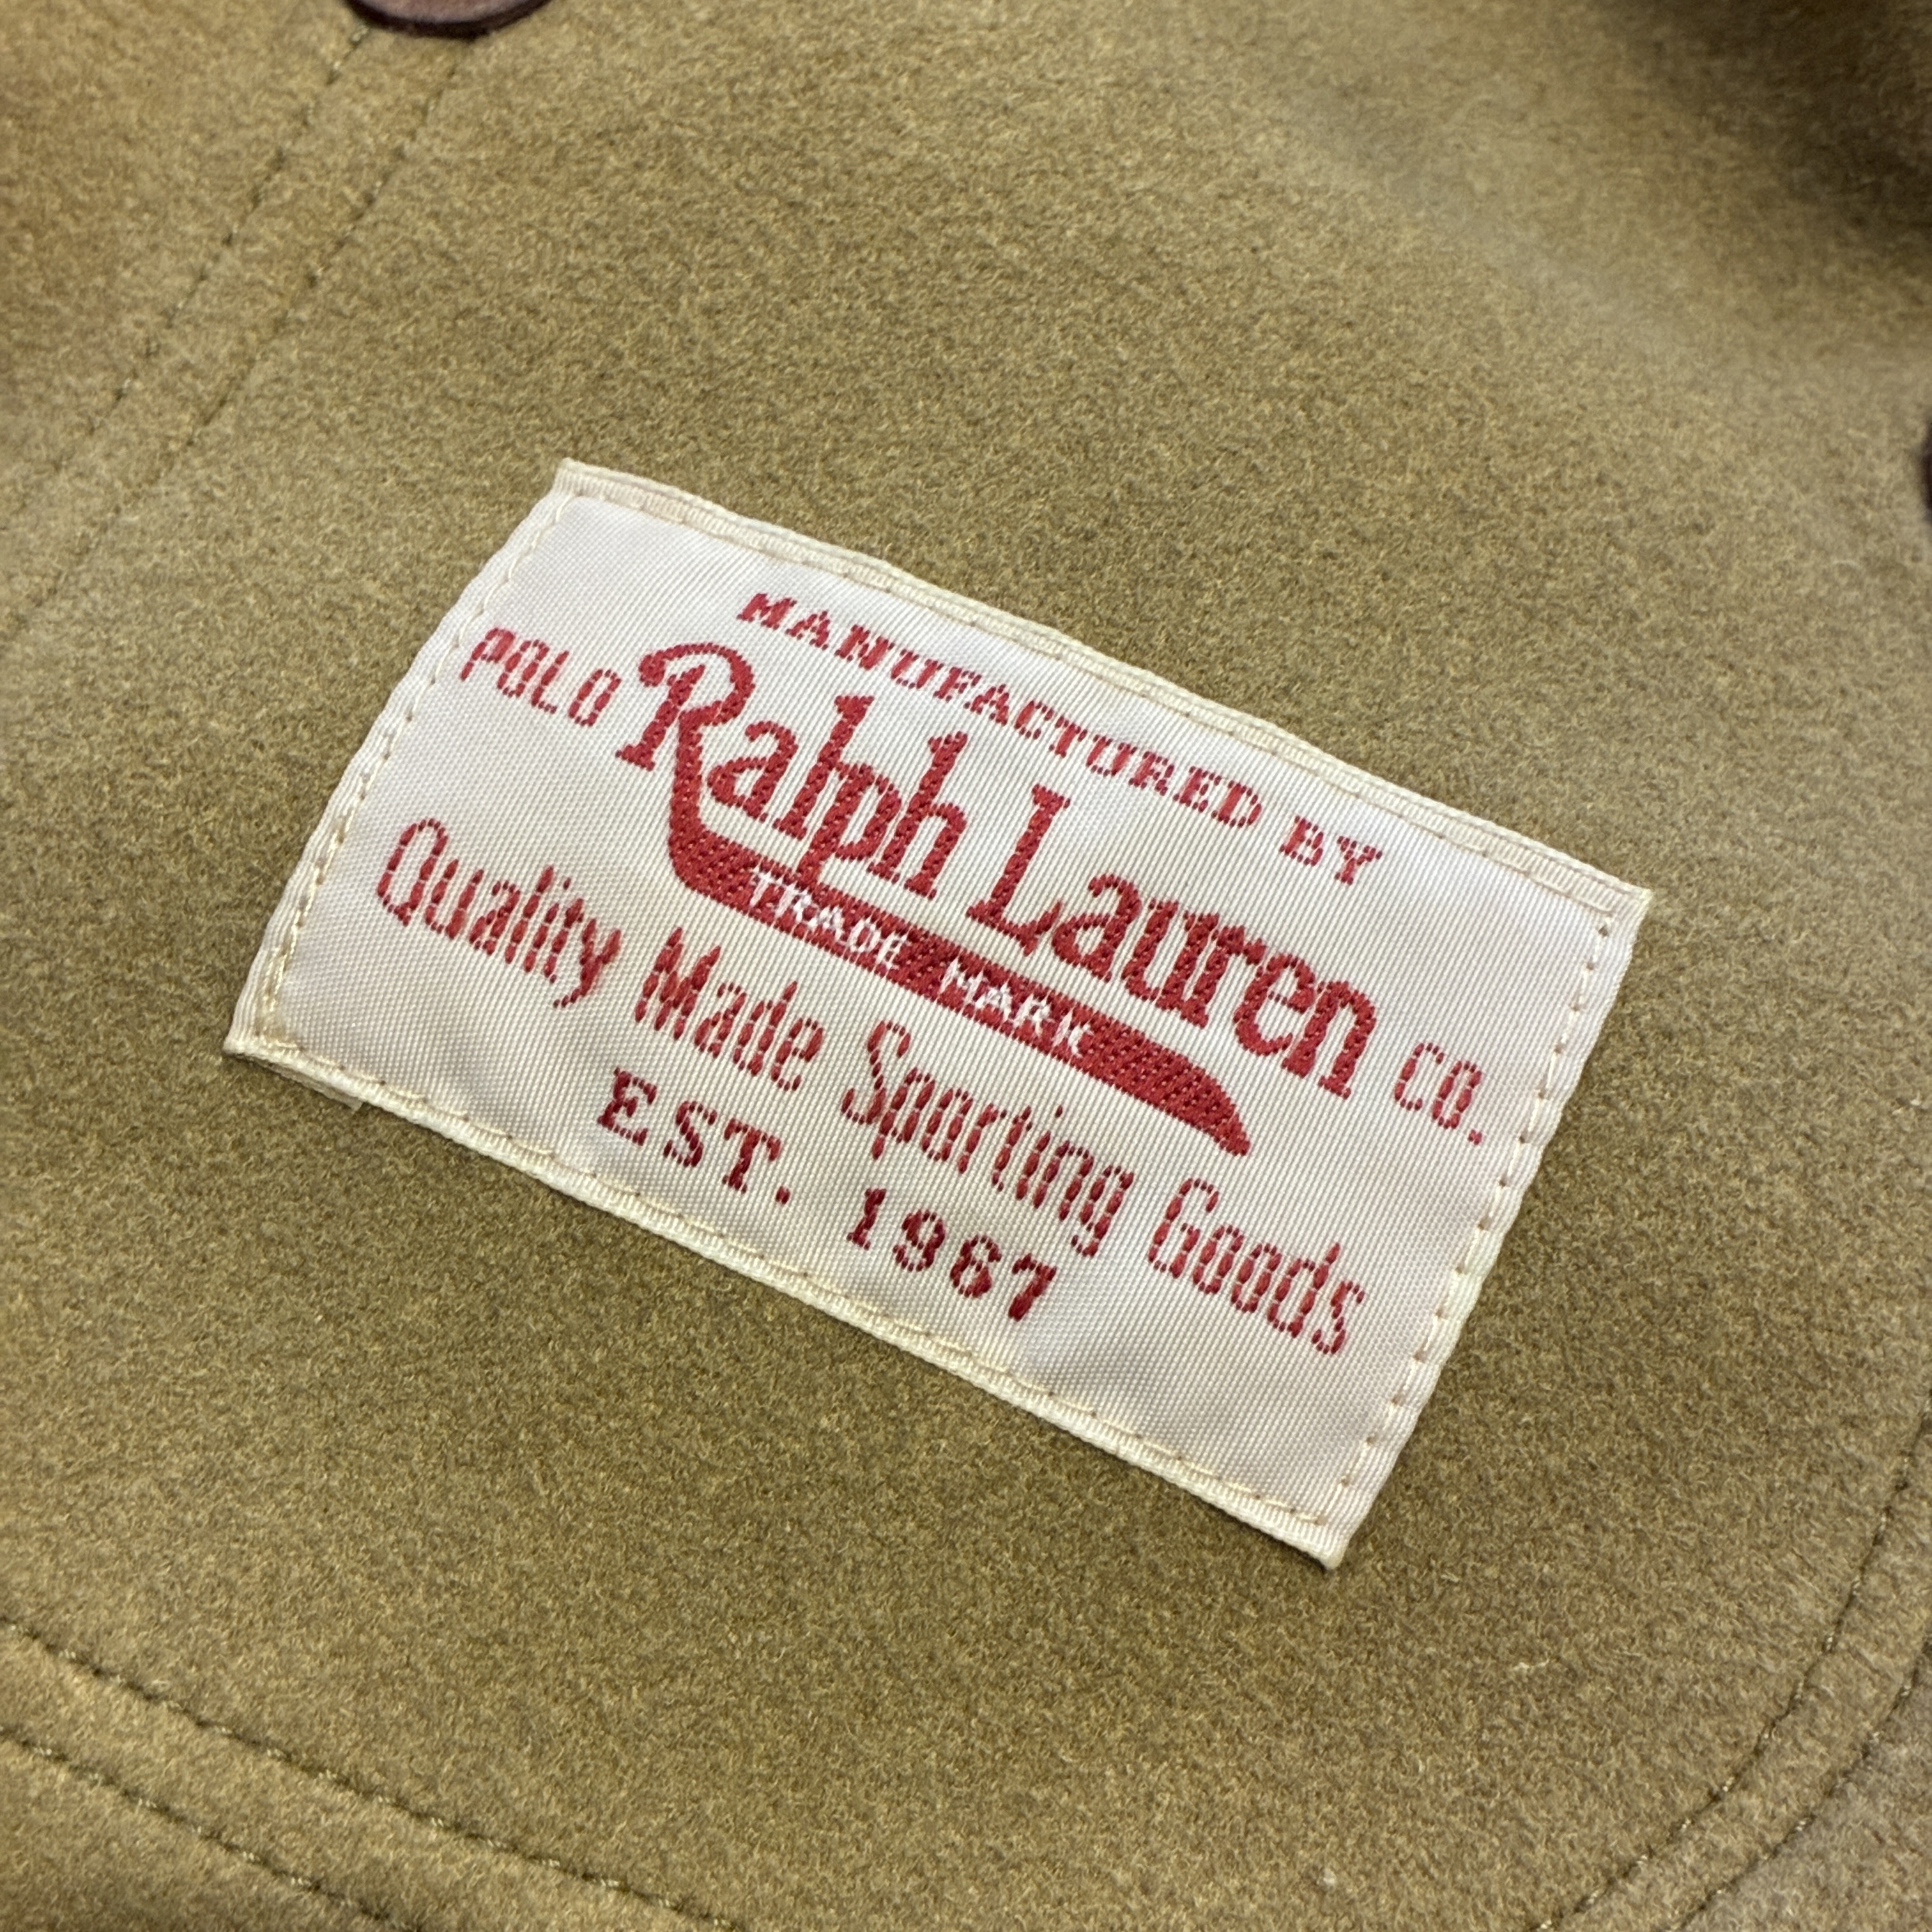 MANUFACTURED BY
POLO Ralph Lauren CO.
TRADE MARK
Quality Made Sporting Goods
EST. 1967